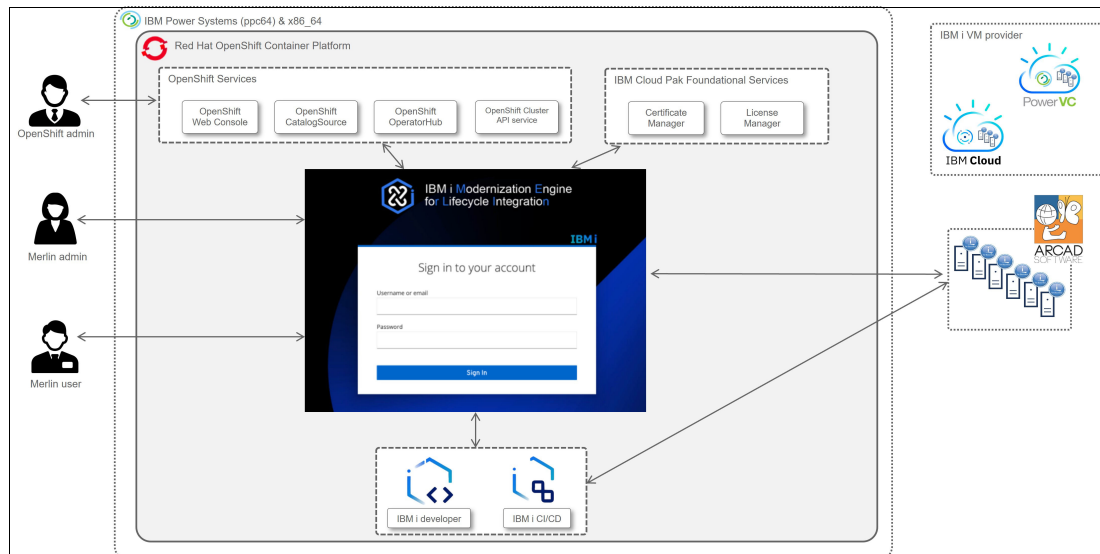 IBM Power Systems (ppc64) & x86_64
Red Hat OpenShift Container Platform
OpenShift Services
OpenShift
Web Console
OpenShift
CatalogSource
OpenShift
OperatorHub
OpenShift Cluster
API service
IBM Cloud Pak Foundational Services
Certificate
Manager
License
Manager
IBM i VM provider
PowerVC
IBM Cloud
OpenShift admin
Merlin admin
Merlin user
IBM i Modernization Engine
for Lifecycle Integration
IBM i
Sign in to your account
Username or email
Password
Sign In
ARCAD
SOFTWARE
IBM i developer
IBM i CI/CD